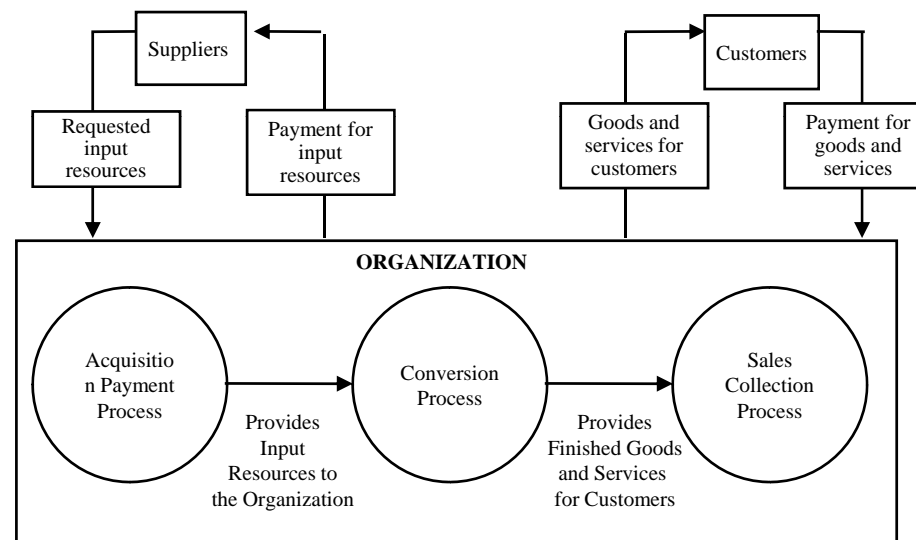 Suppliers
Customers
Requested
input
resources
Payment for
input
resources
Goods and
services for
customers
Payment for
goods and
services
ORGANIZATION
Acquisitio
n Payment
Process
Conversion
Process
Sales
Collection
Process
Provides
Input
Resources to
the Organization
Provides
Finished Goods
and Services
for Customers